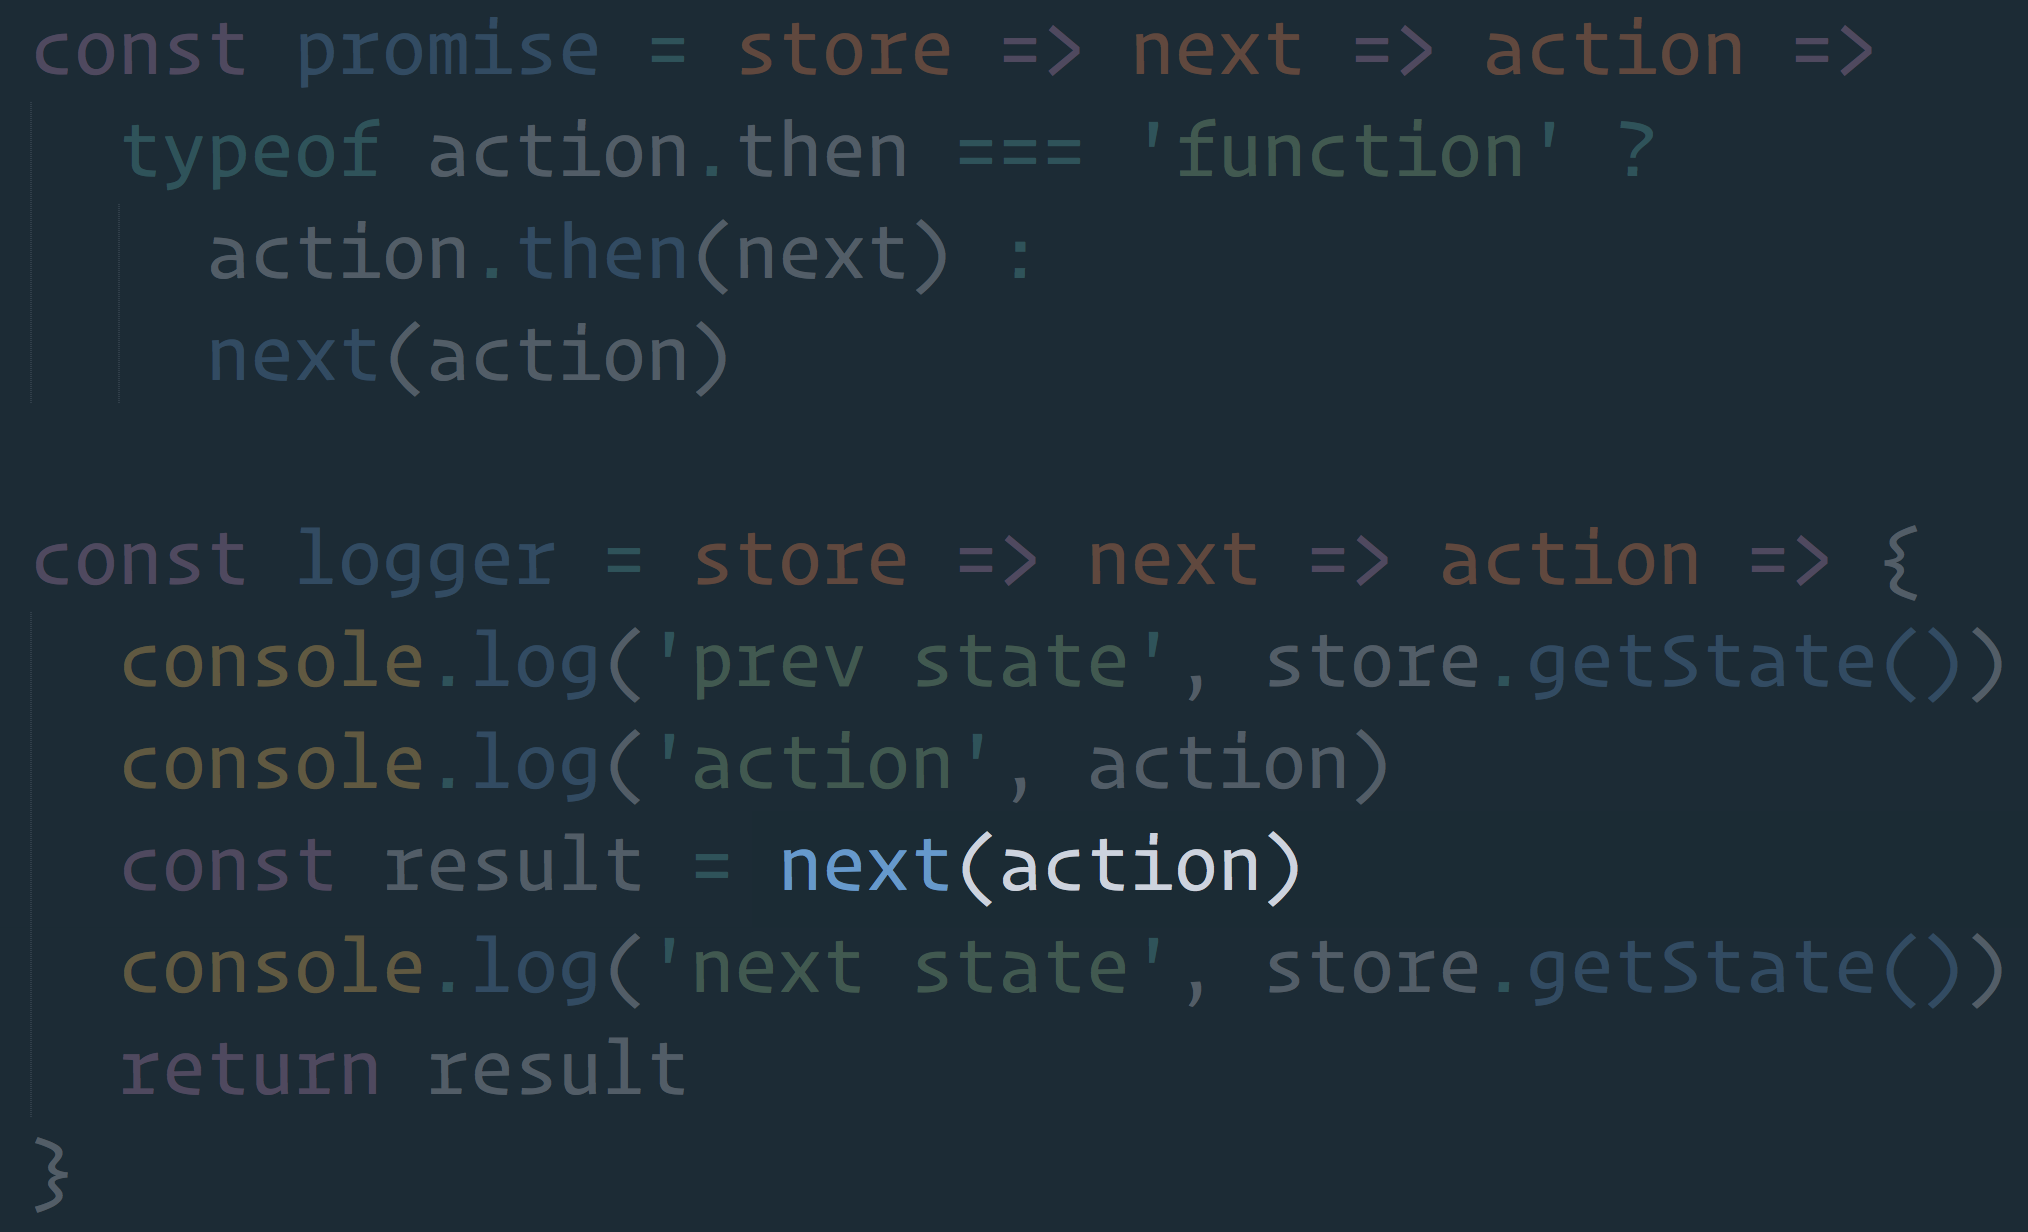 const promise = store => next => action =>
  typeof action.then === 'function' ?
    action.then(next) :
    next(action)

const logger = store => next => action => {
  console.log('prev state', store.getState())
  console.log('action', action)
  const result = next(action)
  console.log('next state', store.getState())
  return result
}